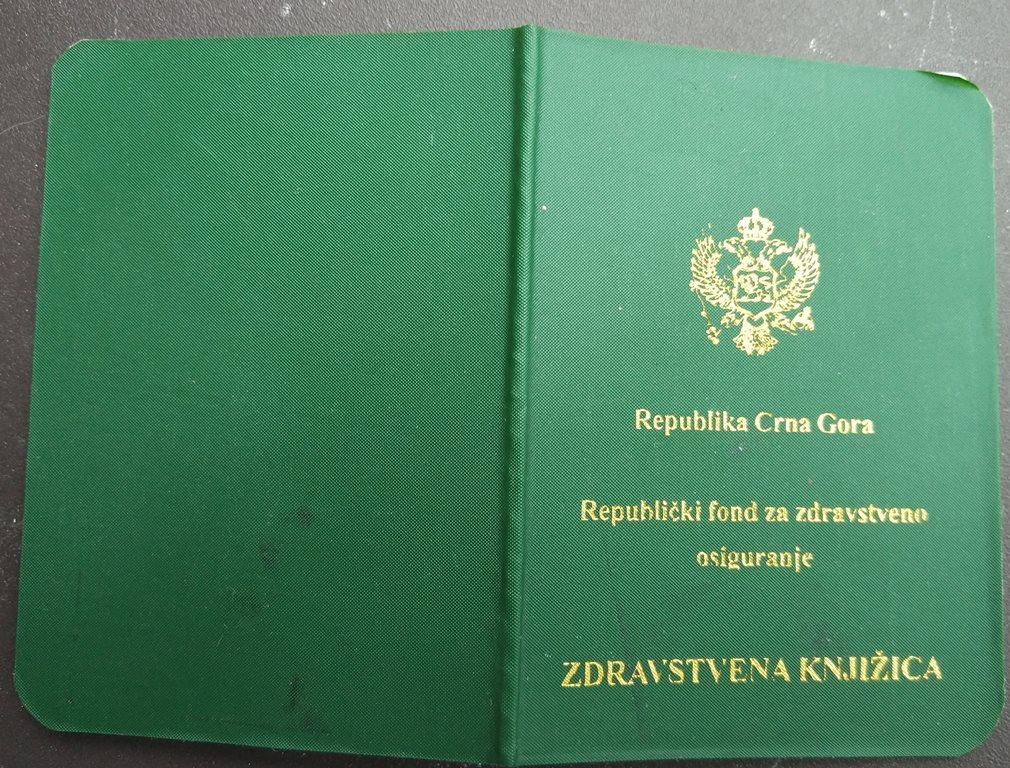 Republika Crna Gora
Republički fond za zdravstveno
osiguranje
ZDRAVSTVENA KNJIŽICA